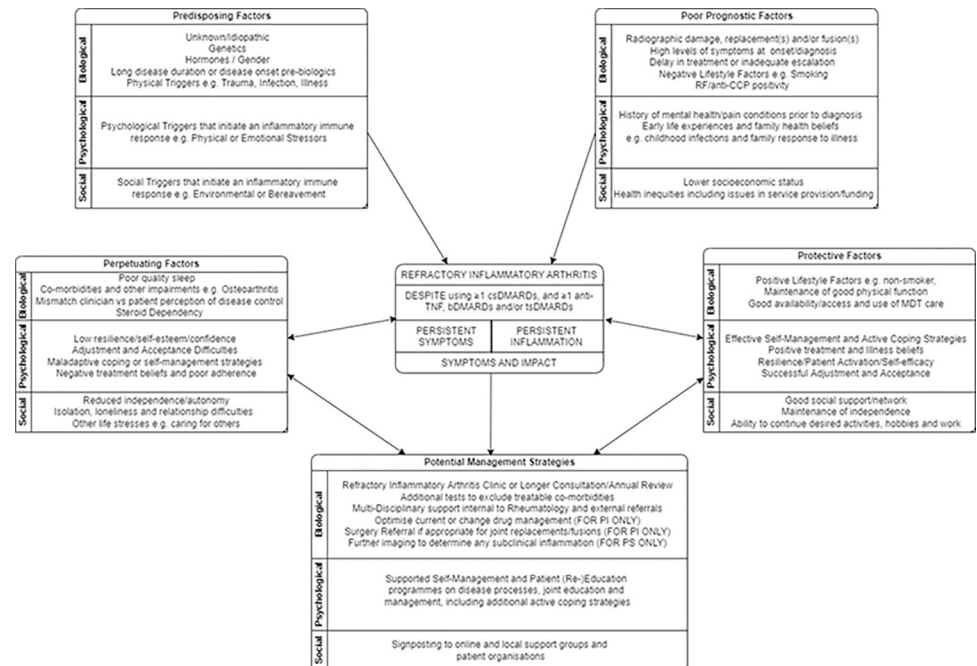 Predisposing Factors
Biological
Unknown/Idiopathic
Genetics
Hormones / Gender
Long disease duration or disease onset pre-biologics
Physical Triggers e.g. Trauma, Infection, Illness
Psychological
Psychological Triggers that initiate an inflammatory immune
response e.g. Physical or Emotional Stressors
Social
Social Triggers that initiate an inflammatory immune
response e.g. Environmental or Bereavement
Poor Prognostic Factors
Biological
Radiographic damage, replacement(s) and/or fusion(s)
High levels of symptoms at onset/diagnosis
Delay in treatment or inadequate escalation
Negative Lifestyle Factors e.g. Smoking
RF/anti-CCP positivity
Psychological
History of mental health/pain conditions prior to diagnosis
Early life experiences and family health beliefs
e.g. childhood infections and family response to illness
Social
Lower socioeconomic status
Health inequities including issues in service provision/funding
Perpetuating Factors
Biological
Poor quality sleep
Co-morbidities and other impairments e.g. Osteoarthritis
Mismatch clinician vs patient perception of disease control
Steroid Dependency
Psychological
Low resilience/self-esteem/confidence
Adjustment and Acceptance Difficulties
Maladaptive coping or self-management strategies
Negative treatment beliefs and poor adherence
Social
Reduced independence/autonomy
Isolation, loneliness and relationship difficulties
Other life stresses e.g. caring for others
REFRACTORY INFLAMMATORY ARTHRITIS
DESPITE using ≥1 csDMARDs, and ≥1 anti-
TNF, bDMARDs and/or tsDMARDs
PERSISTENT
SYMPTOMS
PERSISTENT
INFLAMMATION
SYMPTOMS AND IMPACT
Protective Factors
Biological
Positive Lifestyle Factors e.g. non-smoker,
Maintenance of good physical function
Good availability/access and use of MDT care
Psychological
Effective Self-Management and Active Coping Strategies
Positive treatment and Illness beliefs
Resilience/Patient Activation/Self-efficacy
Successful Adjustment and Acceptance
Social
Good social support/network
Maintenance of independence
Ability to continue desired activities, hobbies and work
Potential Management Strategies
Biological
Refractory Inflammatory Arthritis Clinic or Longer Consultation/Annual Review
Additional tests to exclude treatable co-morbidities
Multi-Disciplinary support internal to Rheumatology and external referrals
Optimise current or change drug management (FOR PI ONLY)
Surgery Referral if appropriate for joint replacements/fusions (FOR PI ONLY)
Further imaging to determine any subclinical inflammation (FOR PS ONLY)
Psychological
Supported Self-Management and Patient (Re-)Education
programmes on disease processes, joint education and
management, including additional active coping strategies
Social
Signposting to online and local support groups and
patient organisations